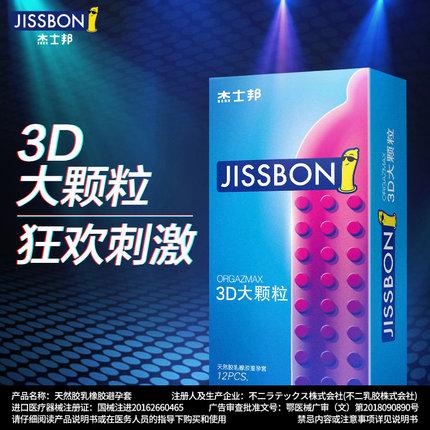 JISSBON
杰士邦
3D
大颗粒
狂欢刺激
杰士邦
JISSBON
ORGAZMAX
3D大颗粒
天然胶乳橡胶避孕套
12PCS
JISSBON
ORGAZMAX
3D大颗粒
产品名称：天然胶乳橡胶避孕套 注册人及生产企业：不二ラテックス株式会社(不二乳胶株式会社)
进口医疗器械注册证：国械注进20162660465 广告审查批准文号：鄂医械广审（文）第2018090890号
请仔细阅读产品说明书或在医务人员的指导下购买和使用 禁忌内容或注意事项详见说明书